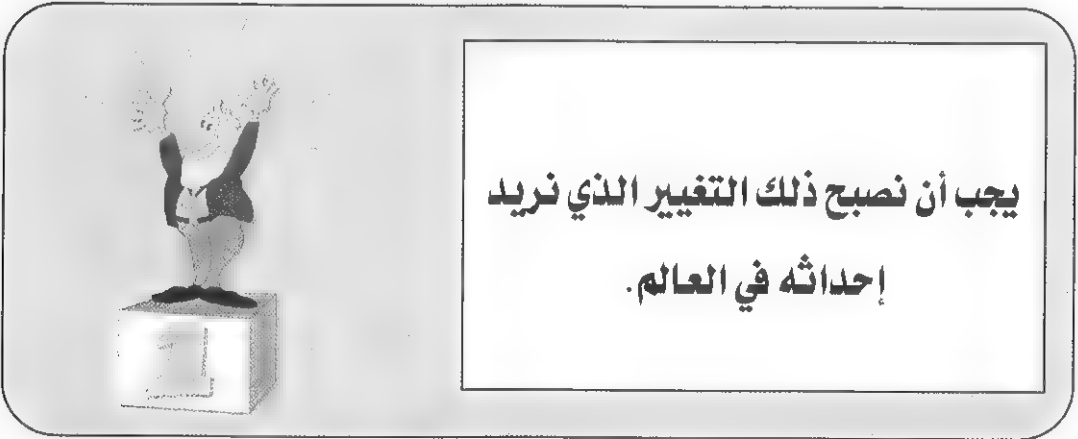 يجب أن نصبح ذلك التغيير الذي نريد
إحداثه في العالم.